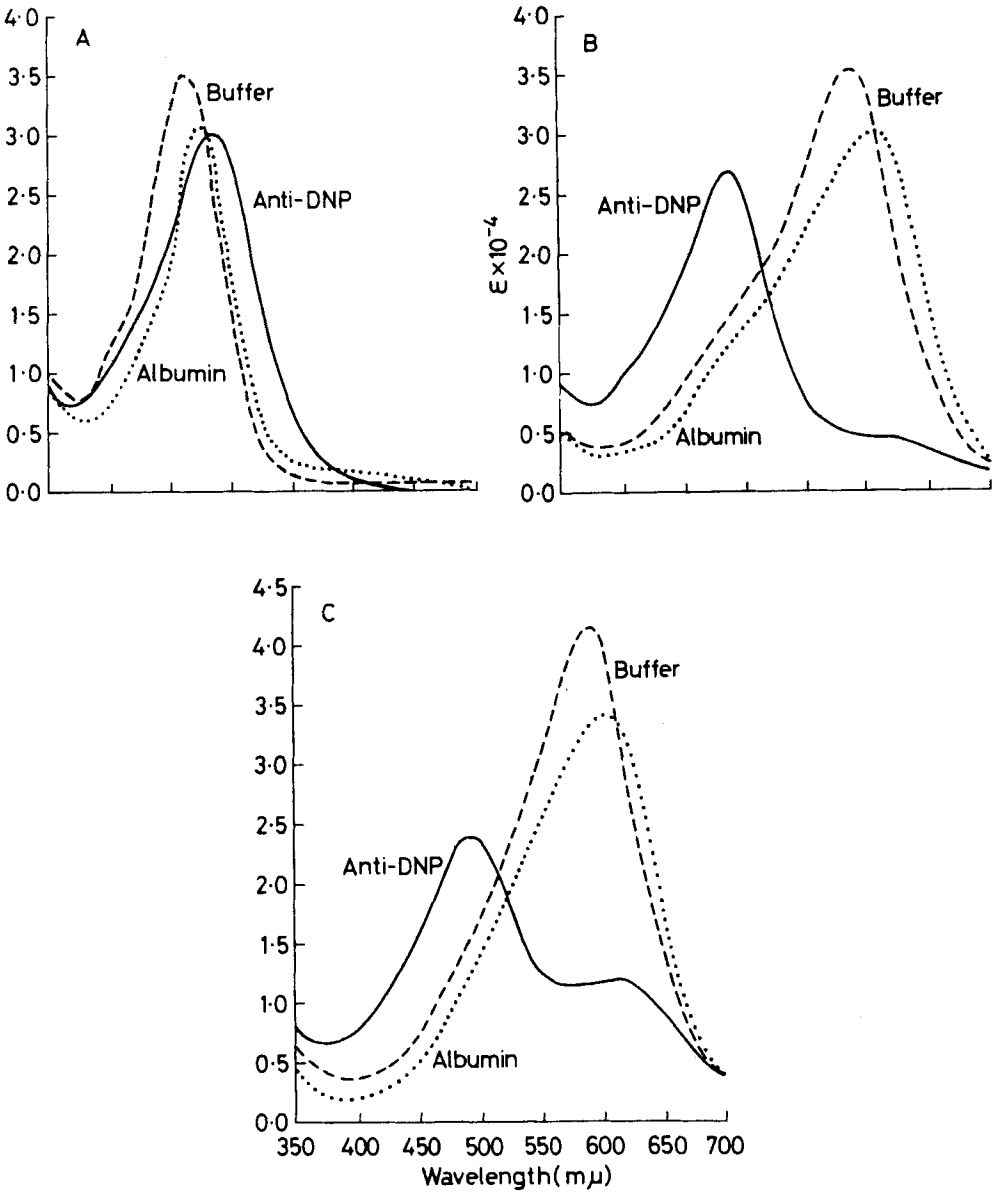 A
4·0
3·5
3·0
2·5
2·0
1·5
1·0
0·5
0·0
Buffer
Anti-DNP
Albumin
B
4·0
3·5
3·0
2·5
2·0
1·5
1·0
0·5
0·0
ε×10⁻⁴
Buffer
Anti-DNP
Albumin
C
4·5
4·0
3·5
3·0
2·5
2·0
1·5
1·0
0·5
0·0
Buffer
Anti-DNP
Albumin
350 400 450 500 550 600 650 700
Wavelength(mμ)